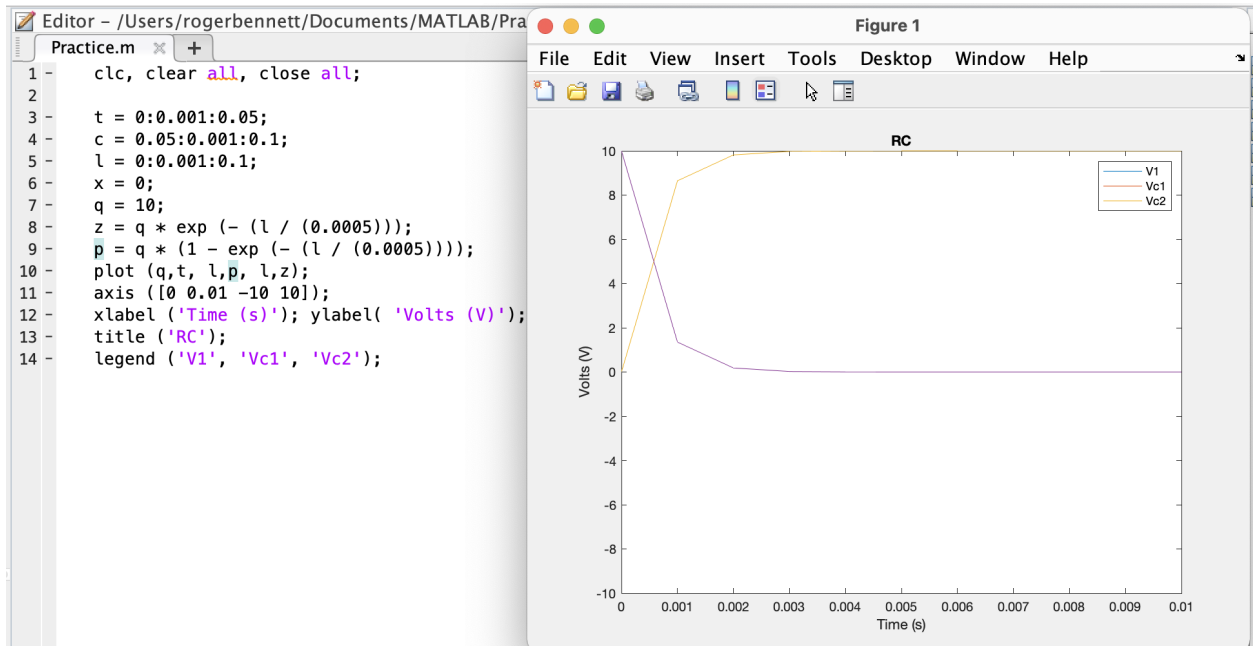 Editor - /Users/rogerbennett/Documents/MATLAB/Pra
Practice.m × +
1 - clc, clear all, close all;
2
3 - t = 0:0.001:0.05;
4 - c = 0.05:0.001:0.1;
5 - l = 0:0.001:0.1;
6 - x = 0;
7 - q = 10;
8 - z = q * exp (- (l / (0.0005)));
9 - p = q * (1 - exp (- (l / (0.0005))));
10 - plot (q,t, l,p, l,z);
11 - axis ([0 0.01 -10 10]);
12 - xlabel ('Time (s)'); ylabel( 'Volts (V)');
13 - title ('RC');
14 - legend ('V1', 'Vc1', 'Vc2');
Figure 1
File Edit View Insert Tools Desktop Window Help
RC
V1
Vc1
Vc2
10
8
6
4
2
0
-2
-4
-6
-8
-10
Volts (V)
0 0.001 0.002 0.003 0.004 0.005 0.006 0.007 0.008 0.009 0.01
Time (s)